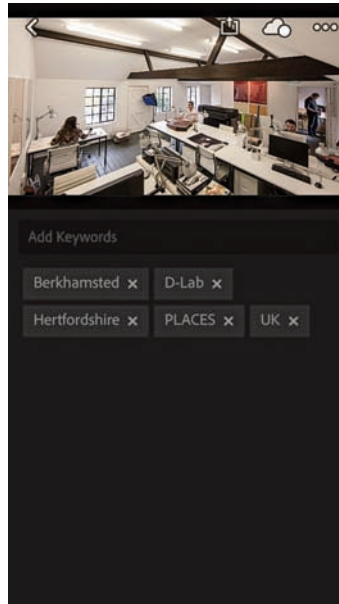 Add Keywords
Berkhamsted x D-Lab x
Hertfordshire x PLACES x UK x